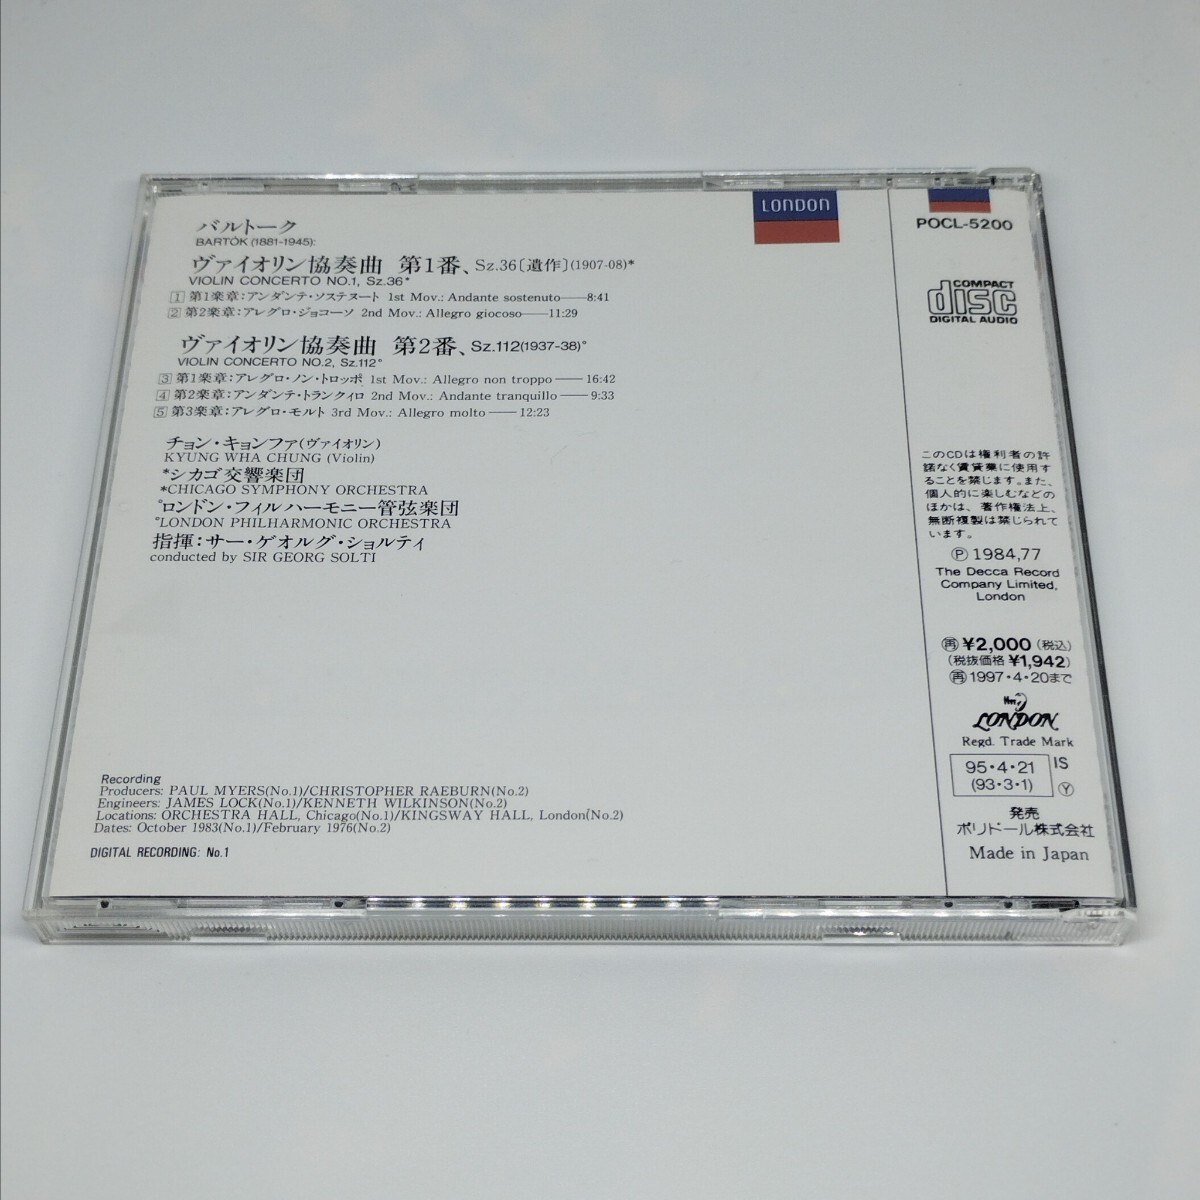 バルトーク
BARTÓK (1881-1945):
ヴァイオリン協奏曲 第1番、Sz.36〔遺作〕(1907-08)*
VIOLIN CONCERTO NO.1, Sz.36*
1 第1楽章:アンダンテ・ソステヌート 1st Mov.: Andante sostenuto——8:41
2 第2楽章:アレグロ・ジョコーソ 2nd Mov.: Allegro giocoso——11:29
ヴァイオリン協奏曲 第2番、Sz.112(1937-38)°
VIOLIN CONCERTO NO.2, Sz.112°
3 第1楽章:アレグロ・ノン・トロッポ 1st Mov.: Allegro non troppo——16:42
4 第2楽章:アンダンテ・トランクィロ 2nd Mov.: Andante tranquillo——9:33
5 第3楽章:アレグロ・モルト 3rd Mov.: Allegro molto——12:23
チョン・キョンファ(ヴァイオリン)
KYUNG WHA CHUNG (Violin)
*シカゴ交響楽団
*CHICAGO SYMPHONY ORCHESTRA
°ロンドン・フィルハーモニー管弦楽団
°LONDON PHILHARMONIC ORCHESTRA
指揮:サー・ゲオルグ・ショルティ
conducted by SIR GEORG SOLTI
Recording
Producers: PAUL MYERS(No.1)/CHRISTOPHER RAEBURN(No.2)
Engineers: JAMES LOCK(No.1)/KENNETH WILKINSON(No.2)
Locations: ORCHESTRA HALL, Chicago(No.1)/KINGSWAY HALL, London(No.2)
Dates: October 1983(No.1)/February 1976(No.2)
DIGITAL RECORDING: No.1
LONDON
POCL-5200
COMPACT
disc
DIGITAL AUDIO
このCDは権利者の許
諾なく賃貸業に使用す
ることを禁じます。また、
個人的に楽しむなどの
ほかは、著作権法上、
無断複製は禁じられて
います。
Ⓟ 1984,77
The Decca Record
Company Limited,
London
㊢ ¥2,000 (税込)
(税抜価格 ¥1,942)
1997・4・20まで
LONDON
Regd. Trade Mark
95・4・21 IS
(93・3・1) Ⓨ
発売
ポリドール株式会社
Made in Japan